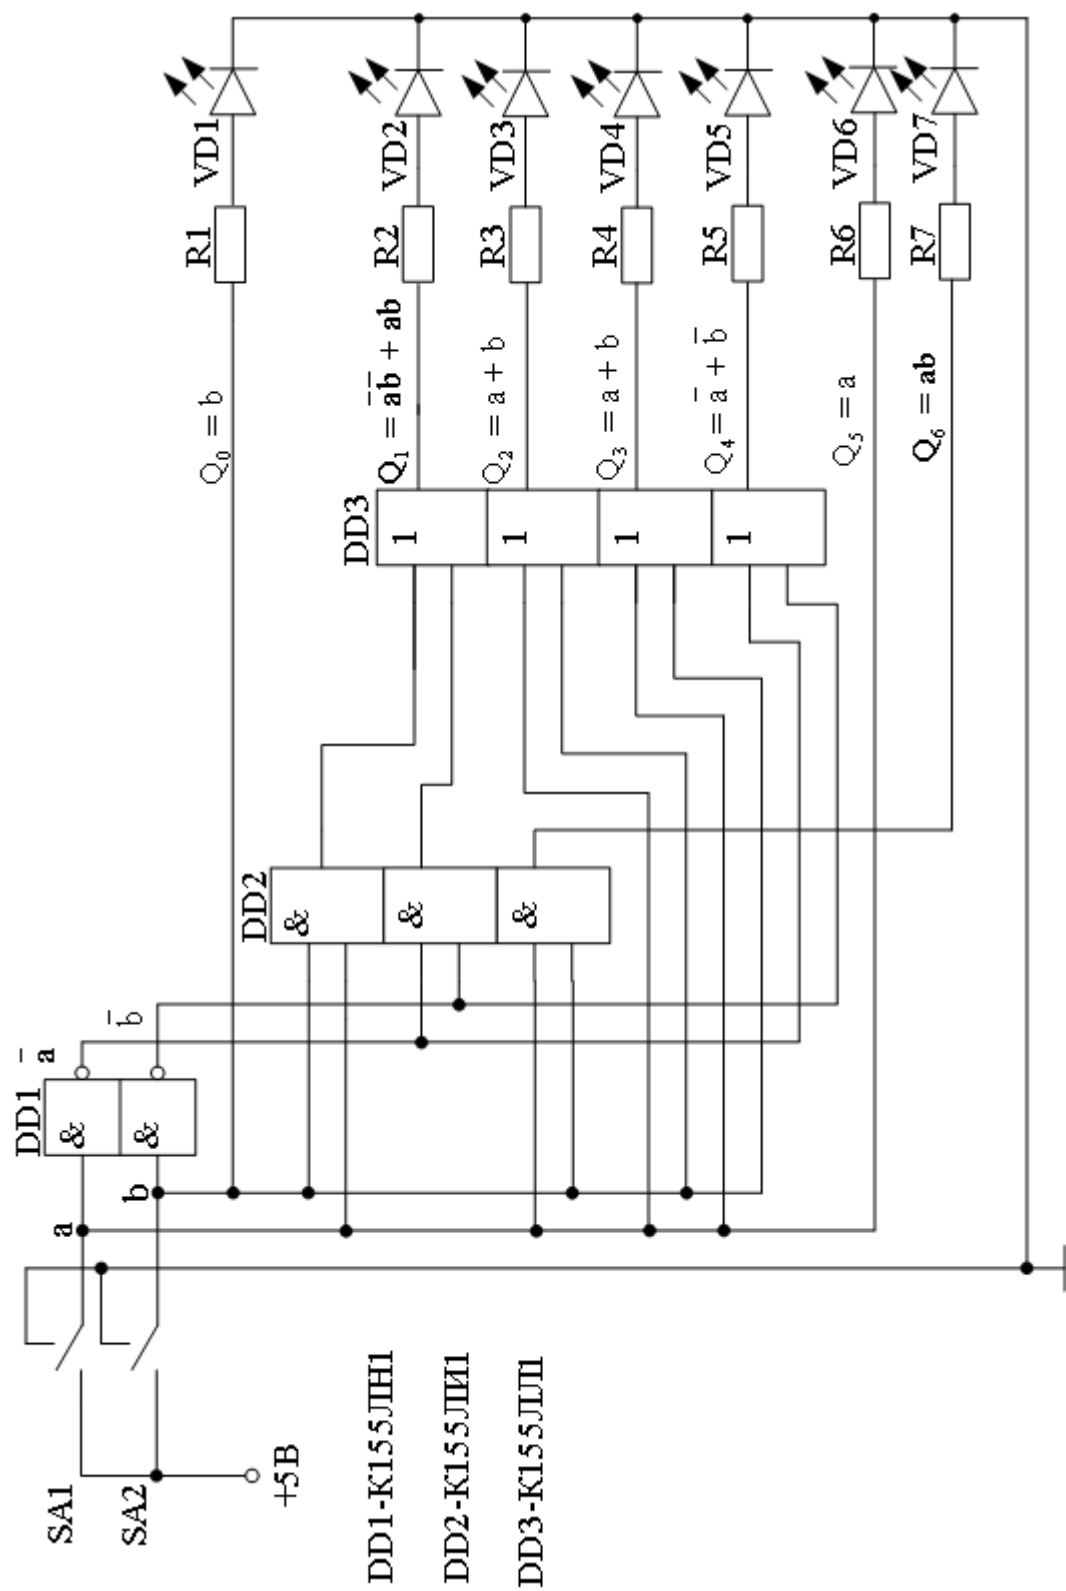 SA1
SA2
+5В
DD1-К155ЛН1
DD2-К155ЛИ1
DD3-К155ЛЛ1
a
b
DD1
&
&
a̅
b̅
DD2
&
&
&
DD3
1
1
1
1
Q₀ = b
Q₁ = a̅b̅ + ab
Q₂ = a + b
Q₃ = a + b
Q₄ = a̅ + b̅
Q₅ = a
Q₆ = ab
R1
R2
R3
R4
R5
R6
R7
VD1
VD2
VD3
VD4
VD5
VD6
VD7